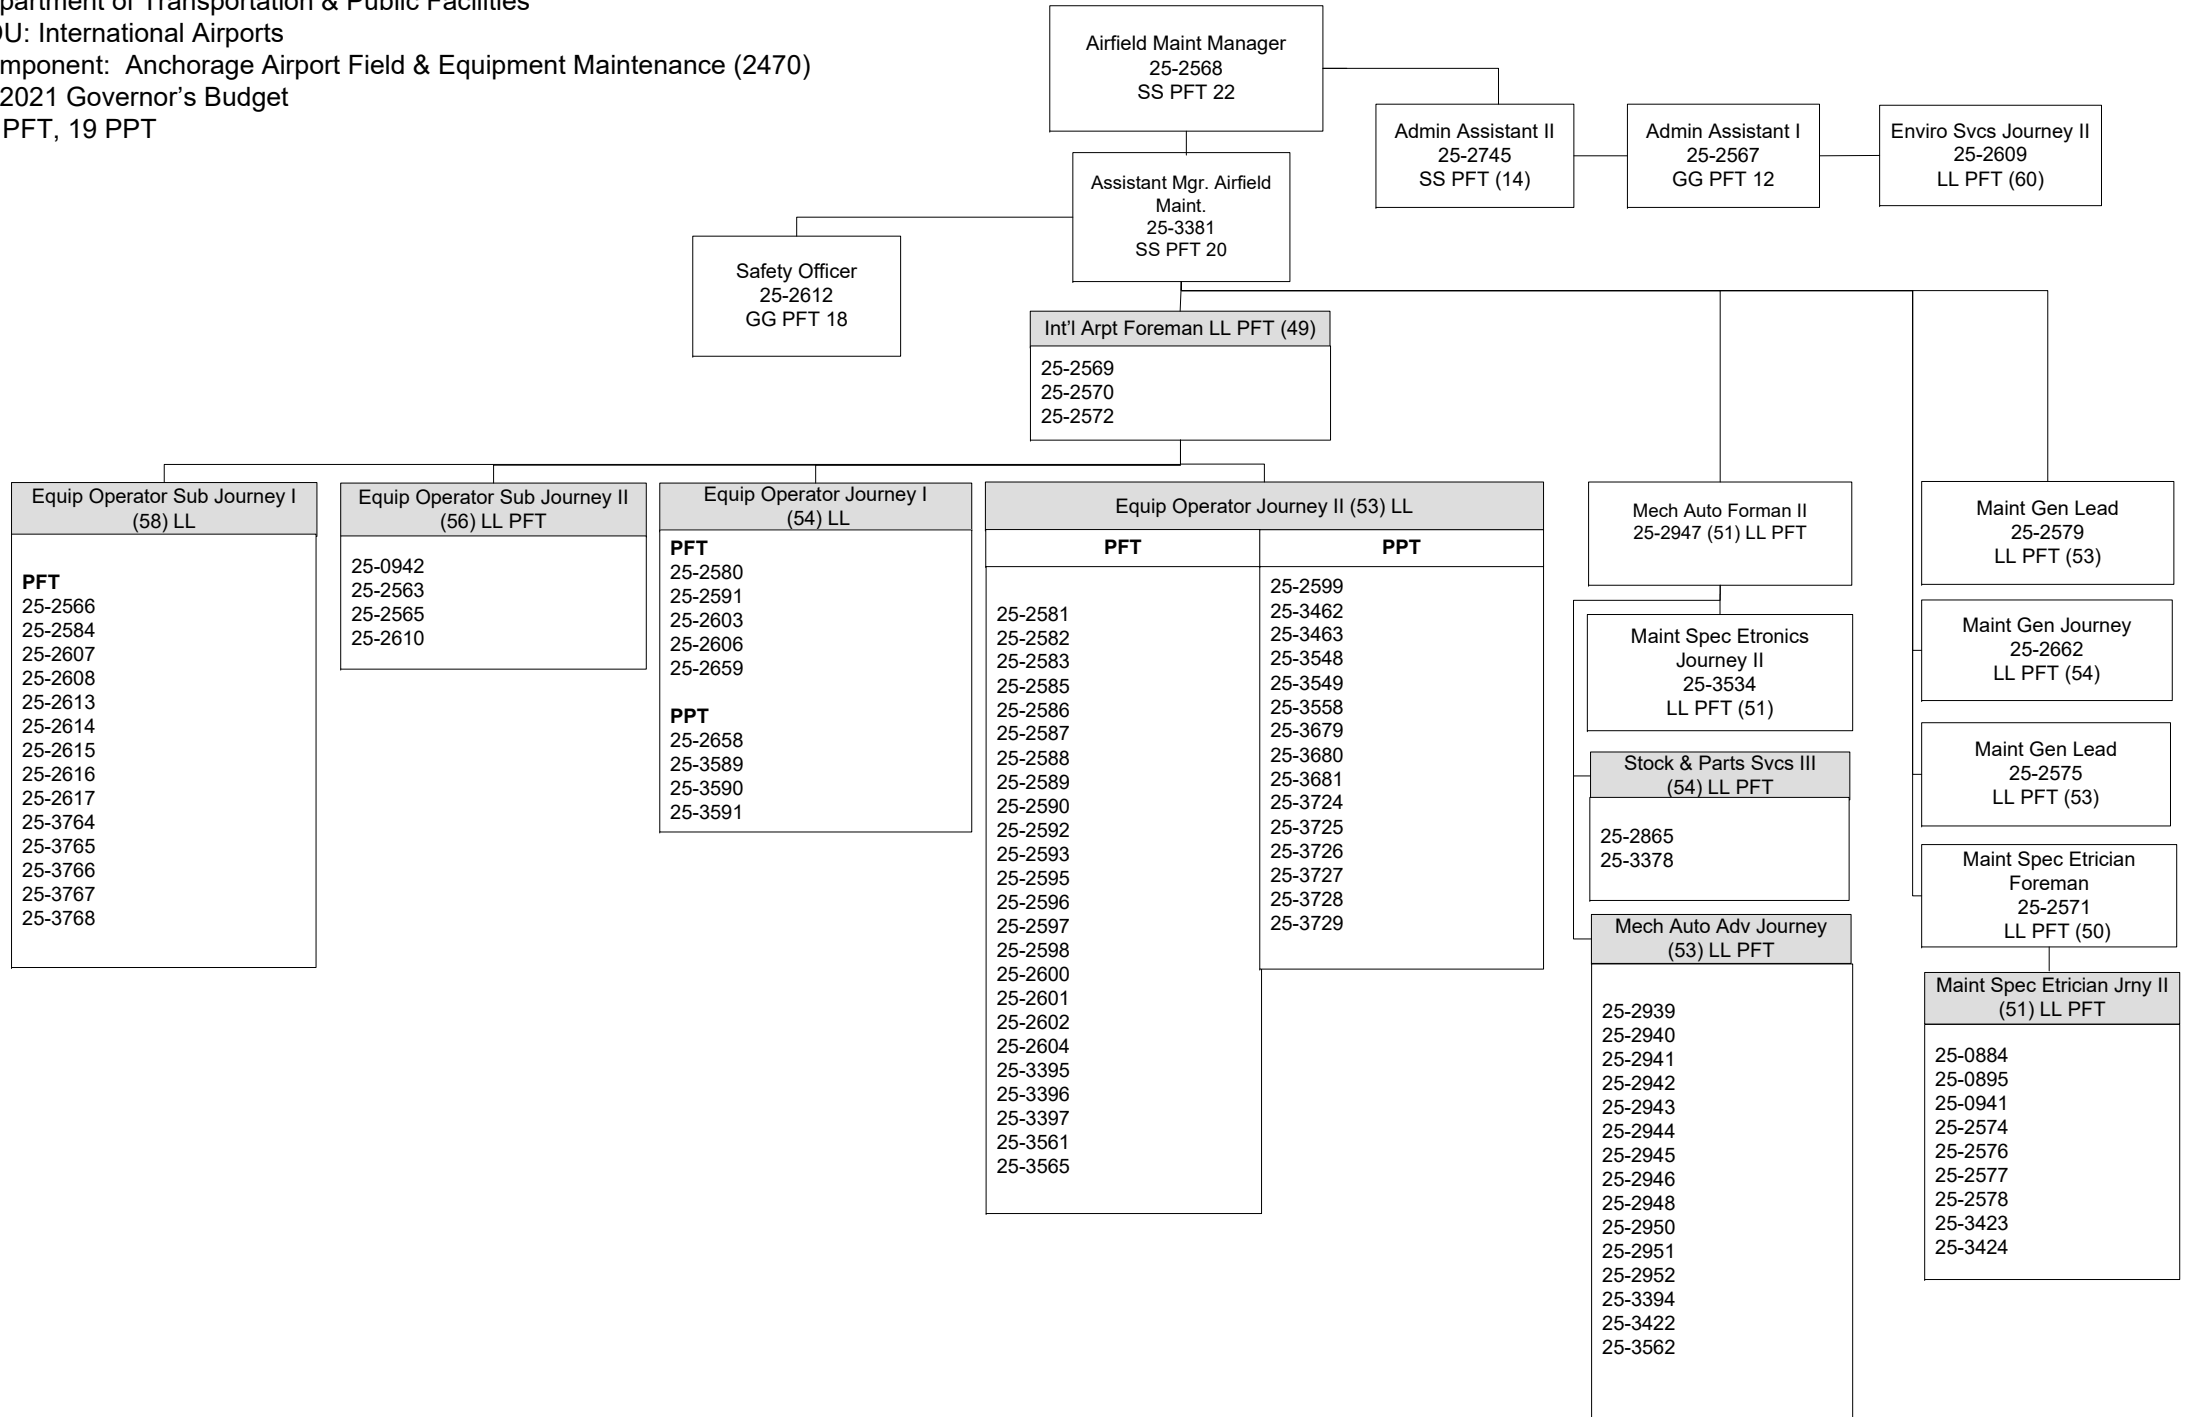 partment of Transportation & Public Facilities
U: International Airports
mponent: Anchorage Airport Field & Equipment Maintenance (2470)
2021 Governor’s Budget
PFT, 19 PPT
Airfield Maint Manager
25-2568
SS PFT 22
Admin Assistant II
25-2745
SS PFT (14)
Admin Assistant I
25-2567
GG PFT 12
Enviro Svcs Journey II
25-2609
LL PFT (60)
Assistant Mgr. Airfield
Maint.
25-3381
SS PFT 20
Safety Officer
25-2612
GG PFT 18
Int’l Arpt Foreman LL PFT (49)
25-2569
25-2570
25-2572
Equip Operator Sub Journey I
(58) LL
PFT
25-2566
25-2584
25-2607
25-2608
25-2613
25-2614
25-2615
25-2616
25-2617
25-3764
25-3765
25-3766
25-3767
25-3768
Equip Operator Sub Journey II
(56) LL PFT
25-0942
25-2563
25-2565
25-2610
Equip Operator Journey I
(54) LL
PFT
25-2580
25-2591
25-2603
25-2606
25-2659
PPT
25-2658
25-3589
25-3590
25-3591
Equip Operator Journey II (53) LL
PFT
25-2581
25-2582
25-2583
25-2585
25-2586
25-2587
25-2588
25-2589
25-2590
25-2592
25-2593
25-2595
25-2596
25-2597
25-2598
25-2600
25-2601
25-2602
25-2604
25-3395
25-3396
25-3397
25-3561
25-3565
PPT
25-2599
25-3462
25-3463
25-3548
25-3549
25-3558
25-3679
25-3680
25-3681
25-3724
25-3725
25-3726
25-3727
25-3728
25-3729
Mech Auto Forman II
25-2947 (51) LL PFT
Maint Spec Etronics
Journey II
25-3534
LL PFT (51)
Stock & Parts Svcs III
(54) LL PFT
25-2865
25-3378
Mech Auto Adv Journey
(53) LL PFT
25-2939
25-2940
25-2941
25-2942
25-2943
25-2944
25-2945
25-2946
25-2948
25-2950
25-2951
25-2952
25-3394
25-3422
25-3562
Maint Gen Lead
25-2579
LL PFT (53)
Maint Gen Journey
25-2662
LL PFT (54)
Maint Gen Lead
25-2575
LL PFT (53)
Maint Spec Etrician
Foreman
25-2571
LL PFT (50)
Maint Spec Etrician Jrny II
(51) LL PFT
25-0884
25-0895
25-0941
25-2574
25-2576
25-2577
25-2578
25-3423
25-3424